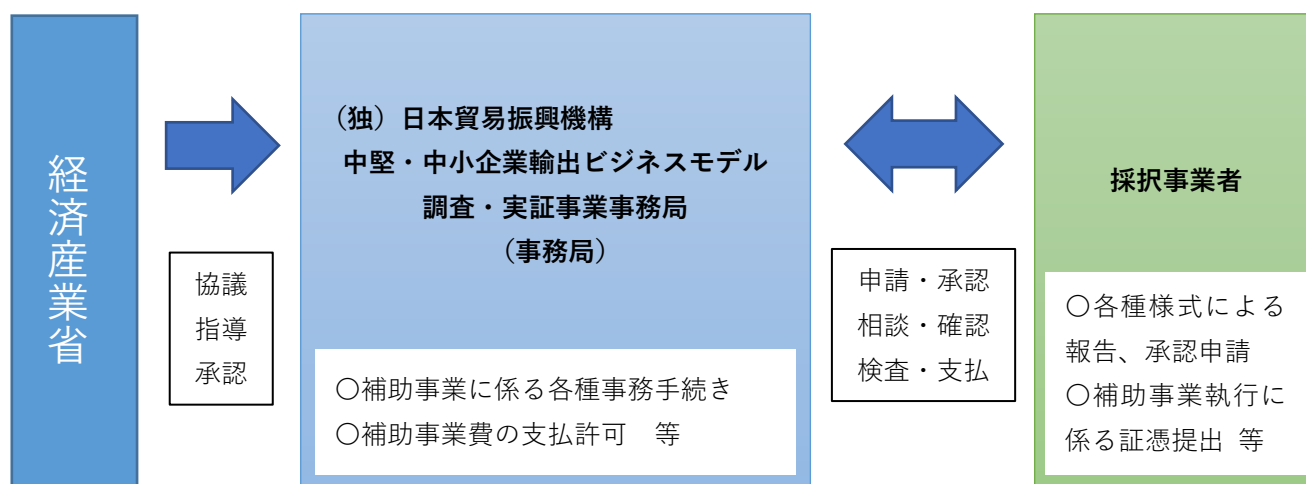 経済産業省
協議
指導
承認
（独）日本貿易振興機構
中堅・中小企業輸出ビジネスモデル
調査・実証事業事務局
（事務局）
〇補助事業に係る各種事務手続き
〇補助事業費の支払許可　等
申請・承認
相談・確認
検査・支払
採択事業者
〇各種様式による
報告、承認申請
〇補助事業執行に
係る証憑提出 等